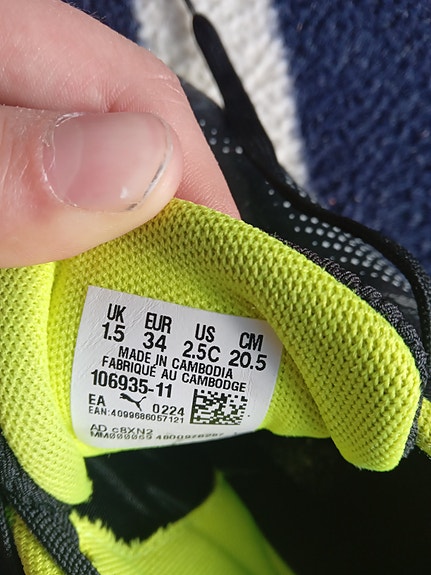 UK EUR US CM
1.5 34 2.5C 20.5
MADE IN CAMBODIA
FABRIQUÉ AU CAMBODGE
106935-11
EA 0224
EAN:4099686057121
AD c8XN2